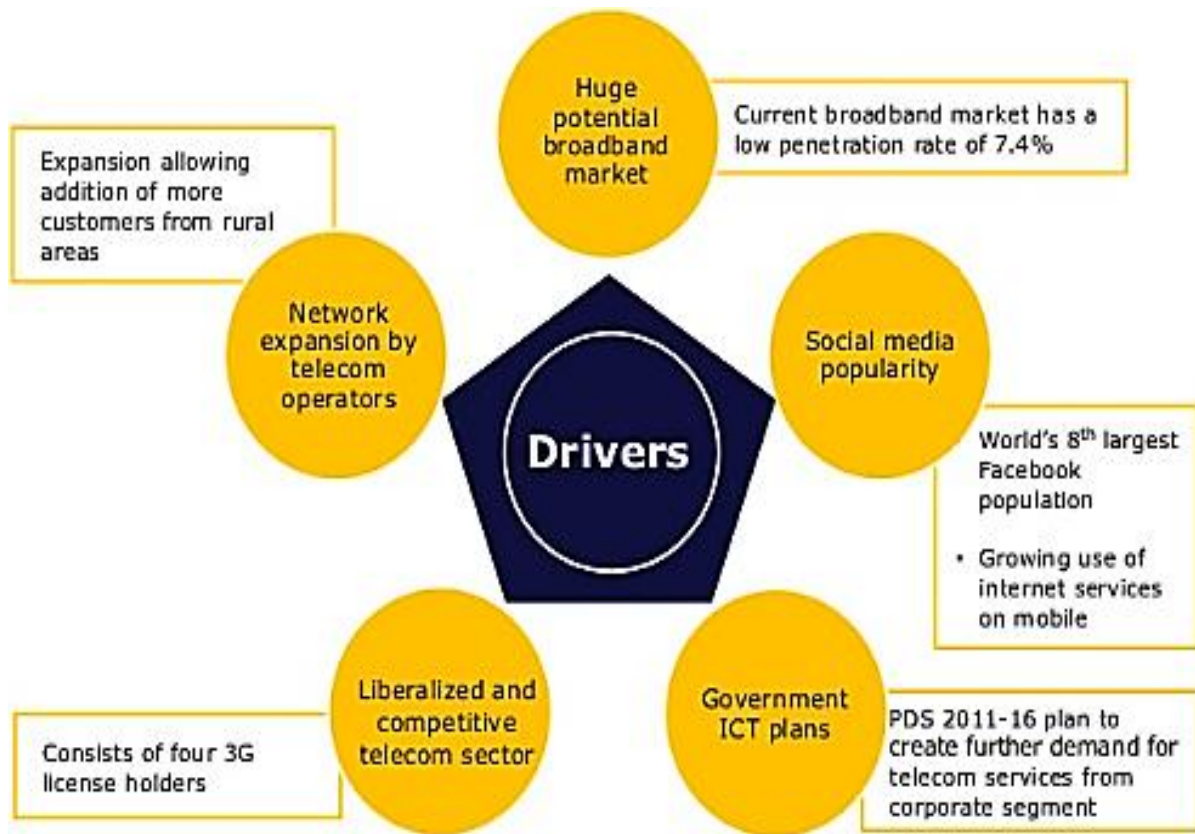 Huge
potential
broadband
market
Current broadband market has a
low penetration rate of 7.4%
Expansion allowing
addition of more
customers from rural
areas
Network
expansion by
telecom
operators
Social media
popularity
Drivers
World's 8th largest
Facebook
population
• Growing use of
internet services
on mobile
Liberalized and
competitive
telecom sector
Government
ICT plans
Consists of four 3G
license holders
PDS 2011-16 plan to
create further demand for
telecom services from
corporate segment